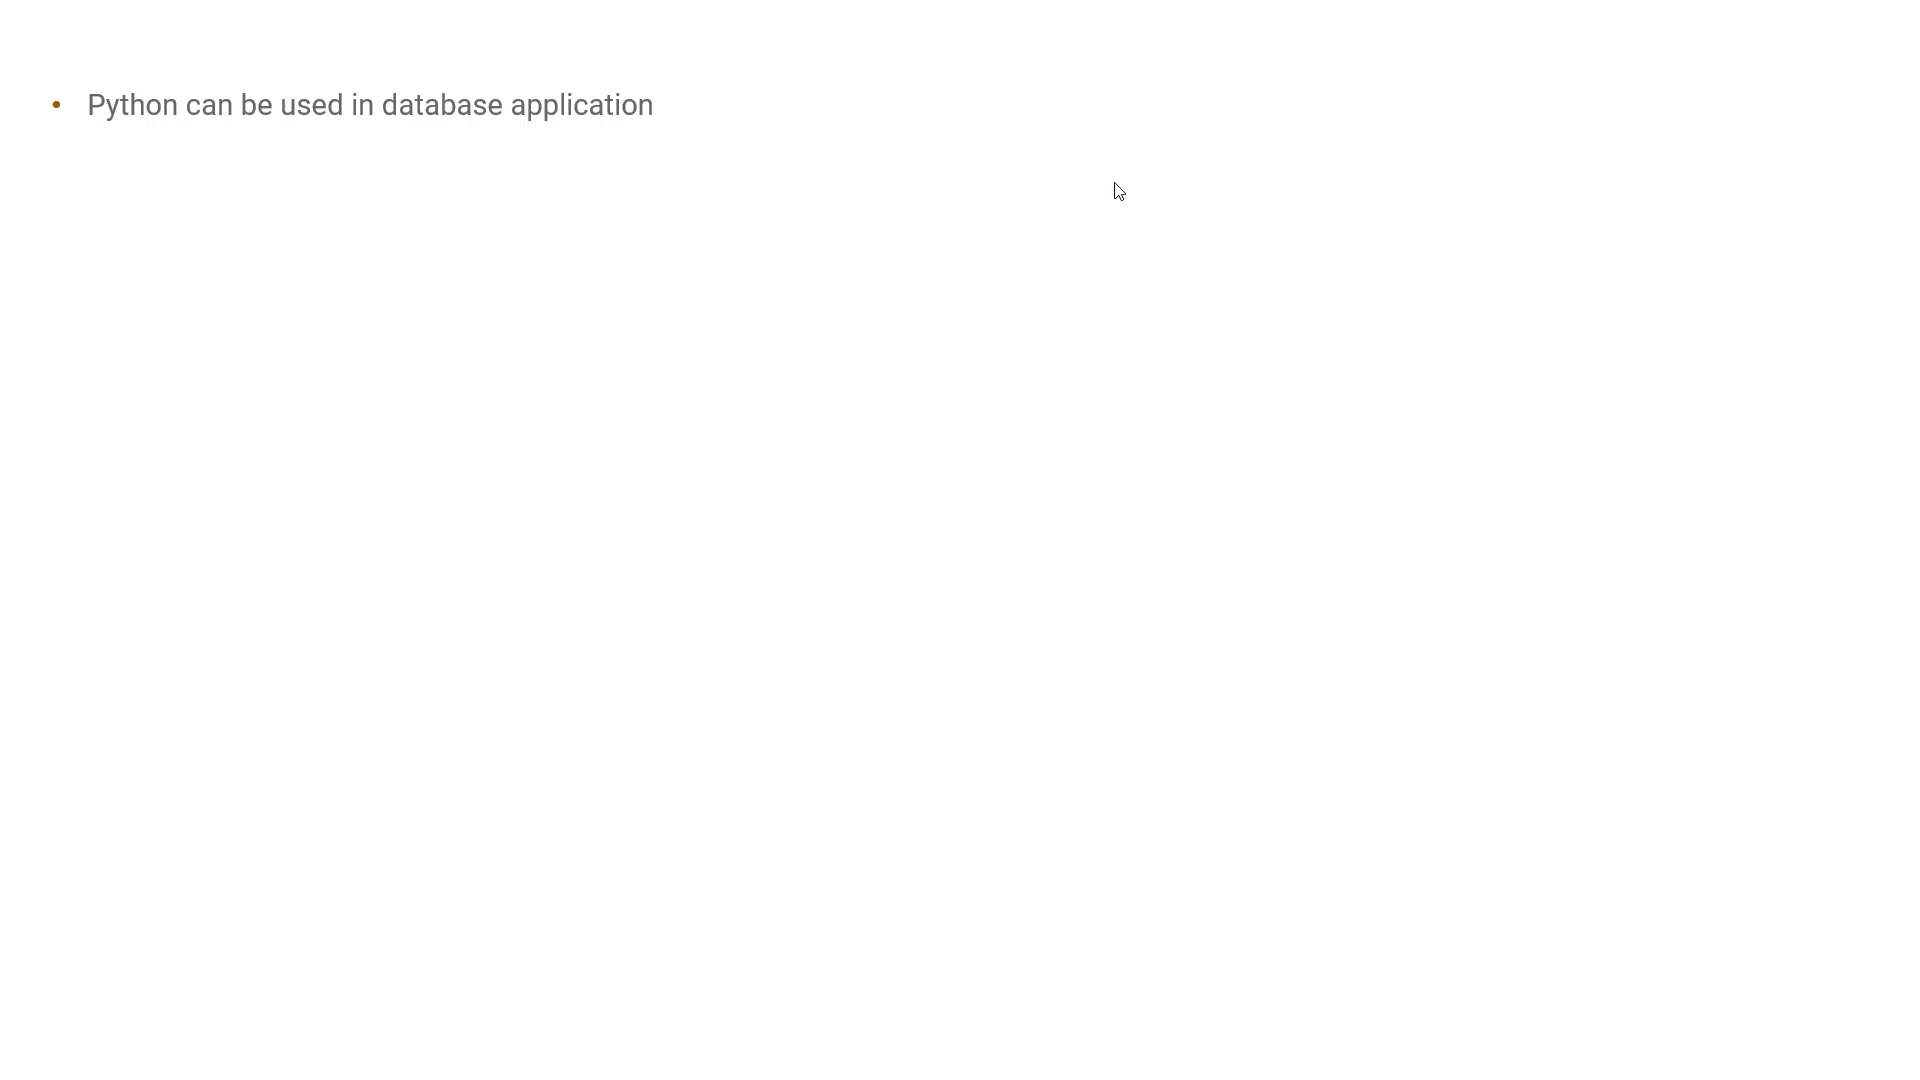 • Python can be used in database application